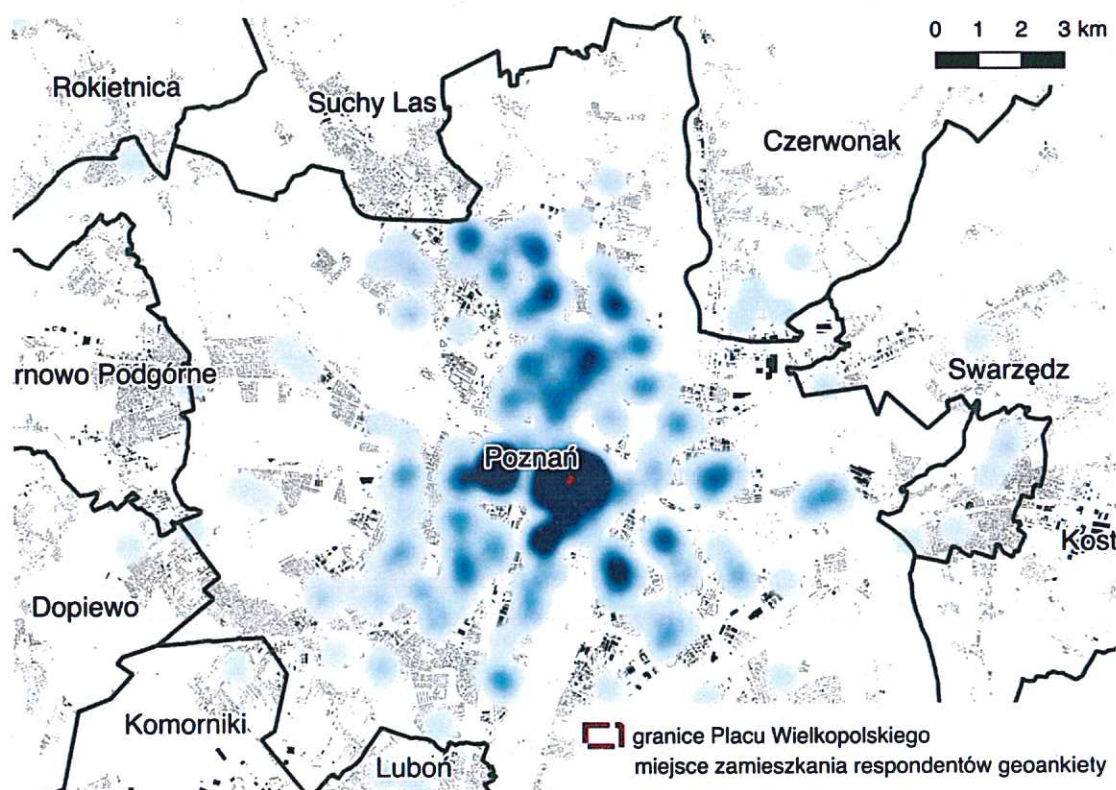 0 1 2 3 km
Rokietnica
Suchy Las
Czerwonak
rnowo Podgórne
Swarzędz
Poznań
Kost
Dopiewo
Komorniki
Luboń
granice Placu Wielkopolskiego
miejsce zamieszkania respondentów geoankiety